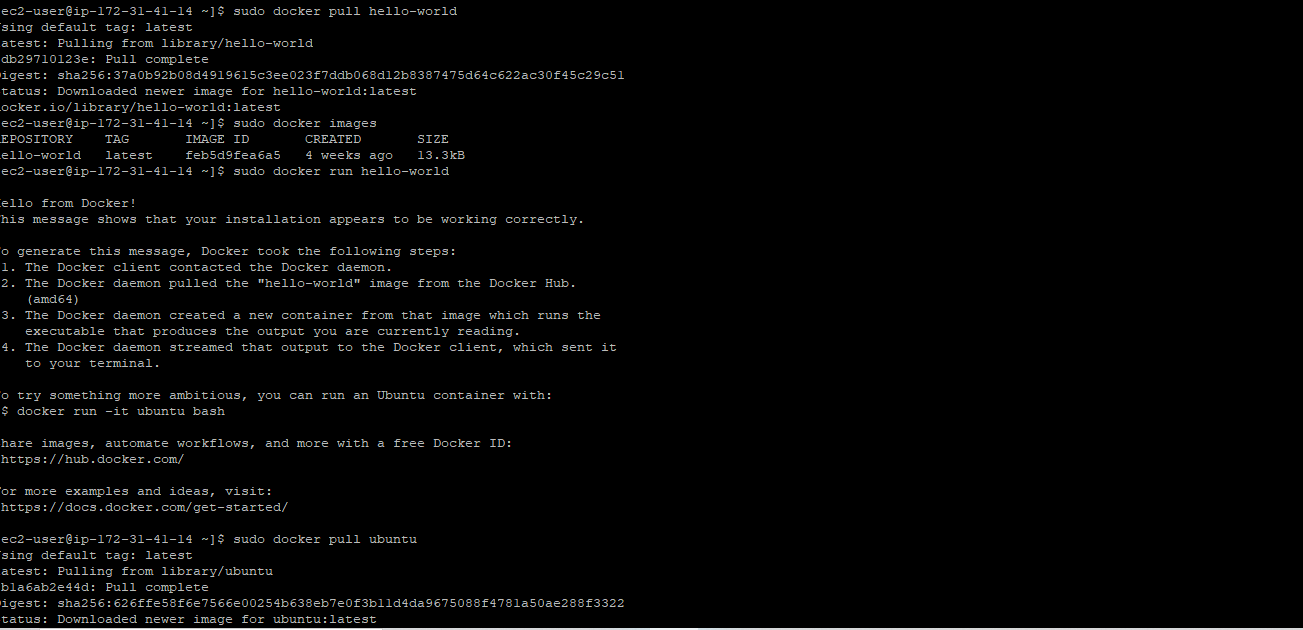 ec2-user@ip-172-31-41-14 ~]$ sudo docker pull hello-world
sing default tag: latest
atest: Pulling from library/hello-world
db29710123e: Pull complete
igest: sha256:37a0b92b08d4919615c3ee023f7ddb068d12b8387475d64c622ac30f45c29c51
tatus: Downloaded newer image for hello-world:latest
ocker.io/library/hello-world:latest
ec2-user@ip-172-31-41-14 ~]$ sudo docker images
EPOSITORY    TAG       IMAGE ID       CREATED       SIZE
ello-world   latest    feb5d9fea6a5   4 weeks ago   13.3kB
ec2-user@ip-172-31-41-14 ~]$ sudo docker run hello-world
ello from Docker!
his message shows that your installation appears to be working correctly.
o generate this message, Docker took the following steps:
1. The Docker client contacted the Docker daemon.
2. The Docker daemon pulled the "hello-world" image from the Docker Hub.
(amd64)
3. The Docker daemon created a new container from that image which runs the
executable that produces the output you are currently reading.
4. The Docker daemon streamed that output to the Docker client, which sent it
to your terminal.
o try something more ambitious, you can run an Ubuntu container with:
$ docker run -it ubuntu bash
hare images, automate workflows, and more with a free Docker ID:
https://hub.docker.com/
or more examples and ideas, visit:
https://docs.docker.com/get-started/
ec2-user@ip-172-31-41-14 ~]$ sudo docker pull ubuntu
sing default tag: latest
atest: Pulling from library/ubuntu
b1a6ab2e44d: Pull complete
igest: sha256:626ffe58f6e7566e00254b638eb7e0f3b11d4da9675088f4781a50ae288f3322
tatus: Downloaded newer image for ubuntu:latest